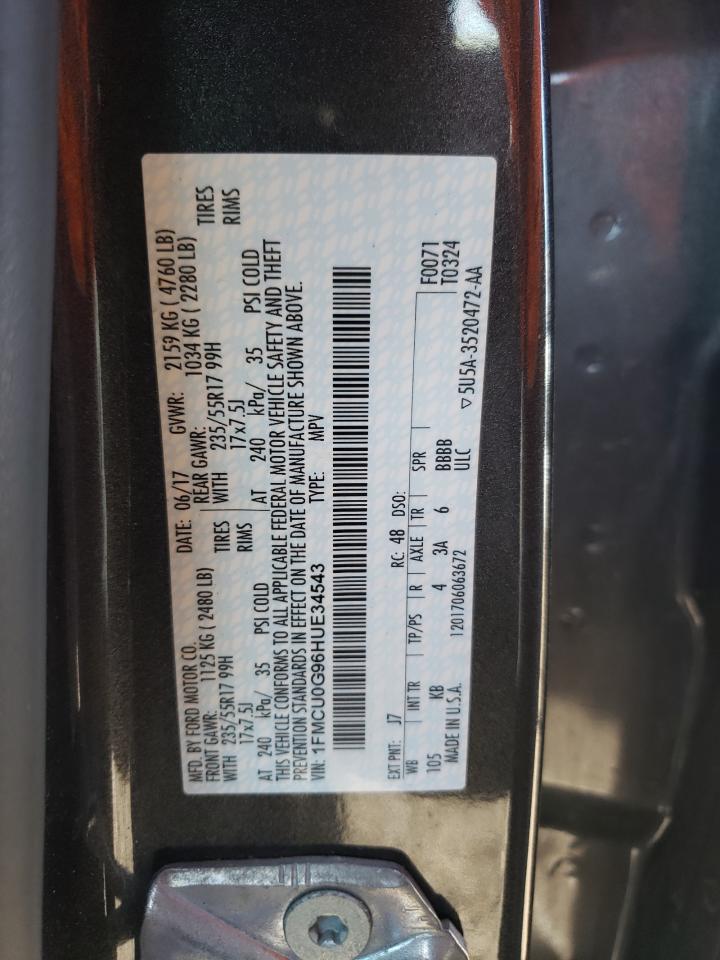 MFD. BY FORD MOTOR CO.
DATE: 06/17 GVWR: 2159 KG ( 4760 LB)
FRONT GAWR: 1125 KG ( 2480 LB)
REAR GAWR: 1034 KG ( 2280 LB)
WITH 235/55R17 99H TIRES
WITH 235/55R17 99H TIRES
17x7.5J RIMS
17x7.5J RIMS
AT 240 kPa/ 35 PSI COLD
AT 240 kPa/ 35 PSI COLD
THIS VEHICLE CONFORMS TO ALL APPLICABLE FEDERAL MOTOR VEHICLE SAFETY AND THEFT
PREVENTION STANDARDS IN EFFECT ON THE DATE OF MANUFACTURE SHOWN ABOVE.
VIN: 1FMCU0G96HUE34543 TYPE: MPV
F0071
T0324
EXT PNT: J7 RC: 48 DSO:
WB INT TR TP/PS R AXLE TR SPR
105 KB 4 3A 6 BBBB
MADE IN U.S.A. 1201706063672 ULC
▽ 5U5A-3520472-AA